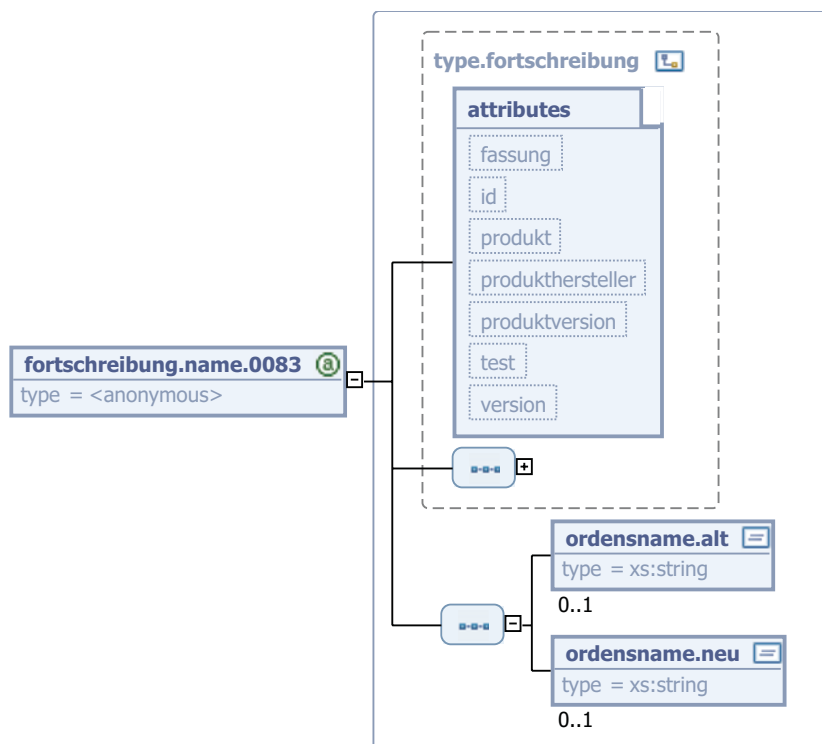 type.fortschreibung
attributes
fassung
id
produkt
produkthersteller
produktversion
test
version
fortschreibung.name.0083 a
type = <anonymous>
ordensname.alt
type = xs:string
0..1
ordensname.neu
type = xs:string
0..1